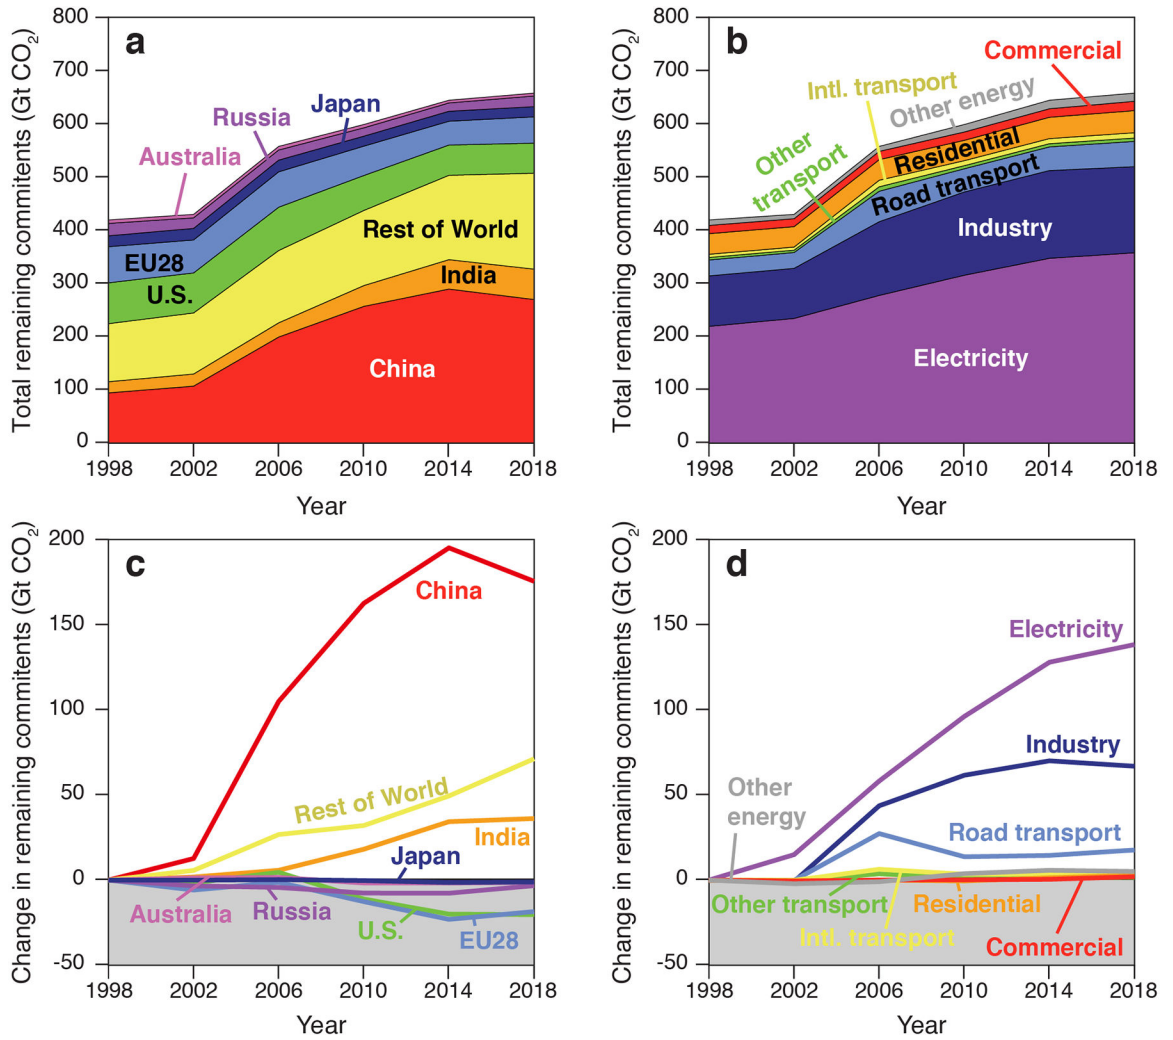 a
Total remaining commitments (Gt CO2)
800
700
600
500
400
300
200
100
0
Australia
Russia
Japan
EU28
U.S.
Rest of World
India
China
1998
2002
2006
2010
2014
2018
Year
b
Total remaining commitments (Gt CO2)
800
700
600
500
400
300
200
100
0
Commercial
Intl. transport
Other energy
Other
transport
Residential
Road transport
Industry
Electricity
1998
2002
2006
2010
2014
2018
Year
c
Change in remaining commitents (Gt CO2)
200
150
100
50
0
-50
China
Rest of World
India
Japan
Australia
Russia
U.S.
EU28
1998
2002
2006
2010
2014
2018
Year
d
Change in remaining commitents (Gt CO2)
200
150
100
50
0
-50
Electricity
Industry
Other
energy
Road transport
Other transport
Residential
Intl. transport
Commercial
1998
2002
2006
2010
2014
2018
Year